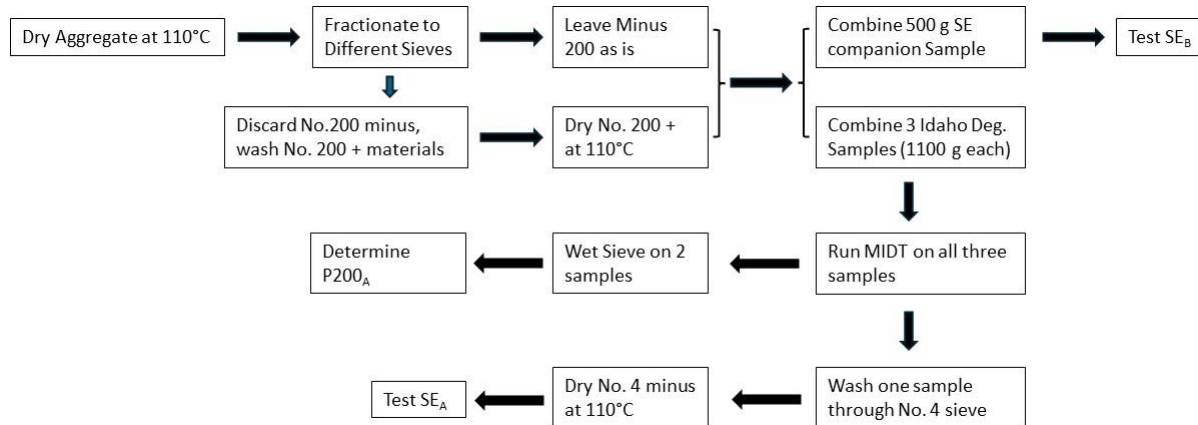 Dry Aggregate at 110°C
Fractionate to
Different Sieves
Leave Minus
200 as is
Combine 500 g SE
companion Sample
Test SE_B
Discard No.200 minus,
wash No. 200 + materials
Dry No. 200 +
at 110°C
Combine 3 Idaho Deg.
Samples (1100 g each)
Determine
P200_A
Wet Sieve on 2
samples
Run MIDT on all three
samples
Test SE_A
Dry No. 4 minus
at 110°C
Wash one sample
through No. 4 sieve